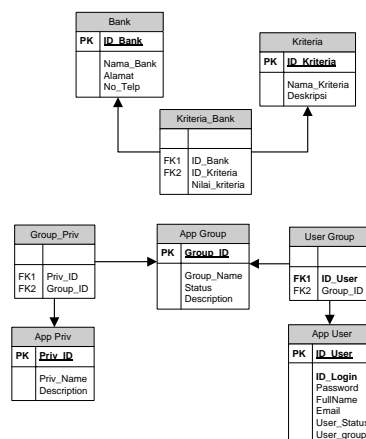 Bank
PK ID_Bank
Nama_Bank
Alamat
No_Telp
Kriteria
PK ID_Kriteria
Nama_Kriteria
Deskripsi
Kriteria_Bank
FK1 ID_Bank
FK2 ID_Kriteria
Nilai_kriteria
Group_Priv
FK1 Priv_ID
FK2 Group_ID
App Group
PK Group_ID
Group_Name
Status
Description
User Group
FK1 ID_User
FK2 Group_ID
App Priv
PK Priv_ID
Priv_Name
Description
App User
PK ID_User
ID_Login
Password
FullName
Email
User_Status
User_group